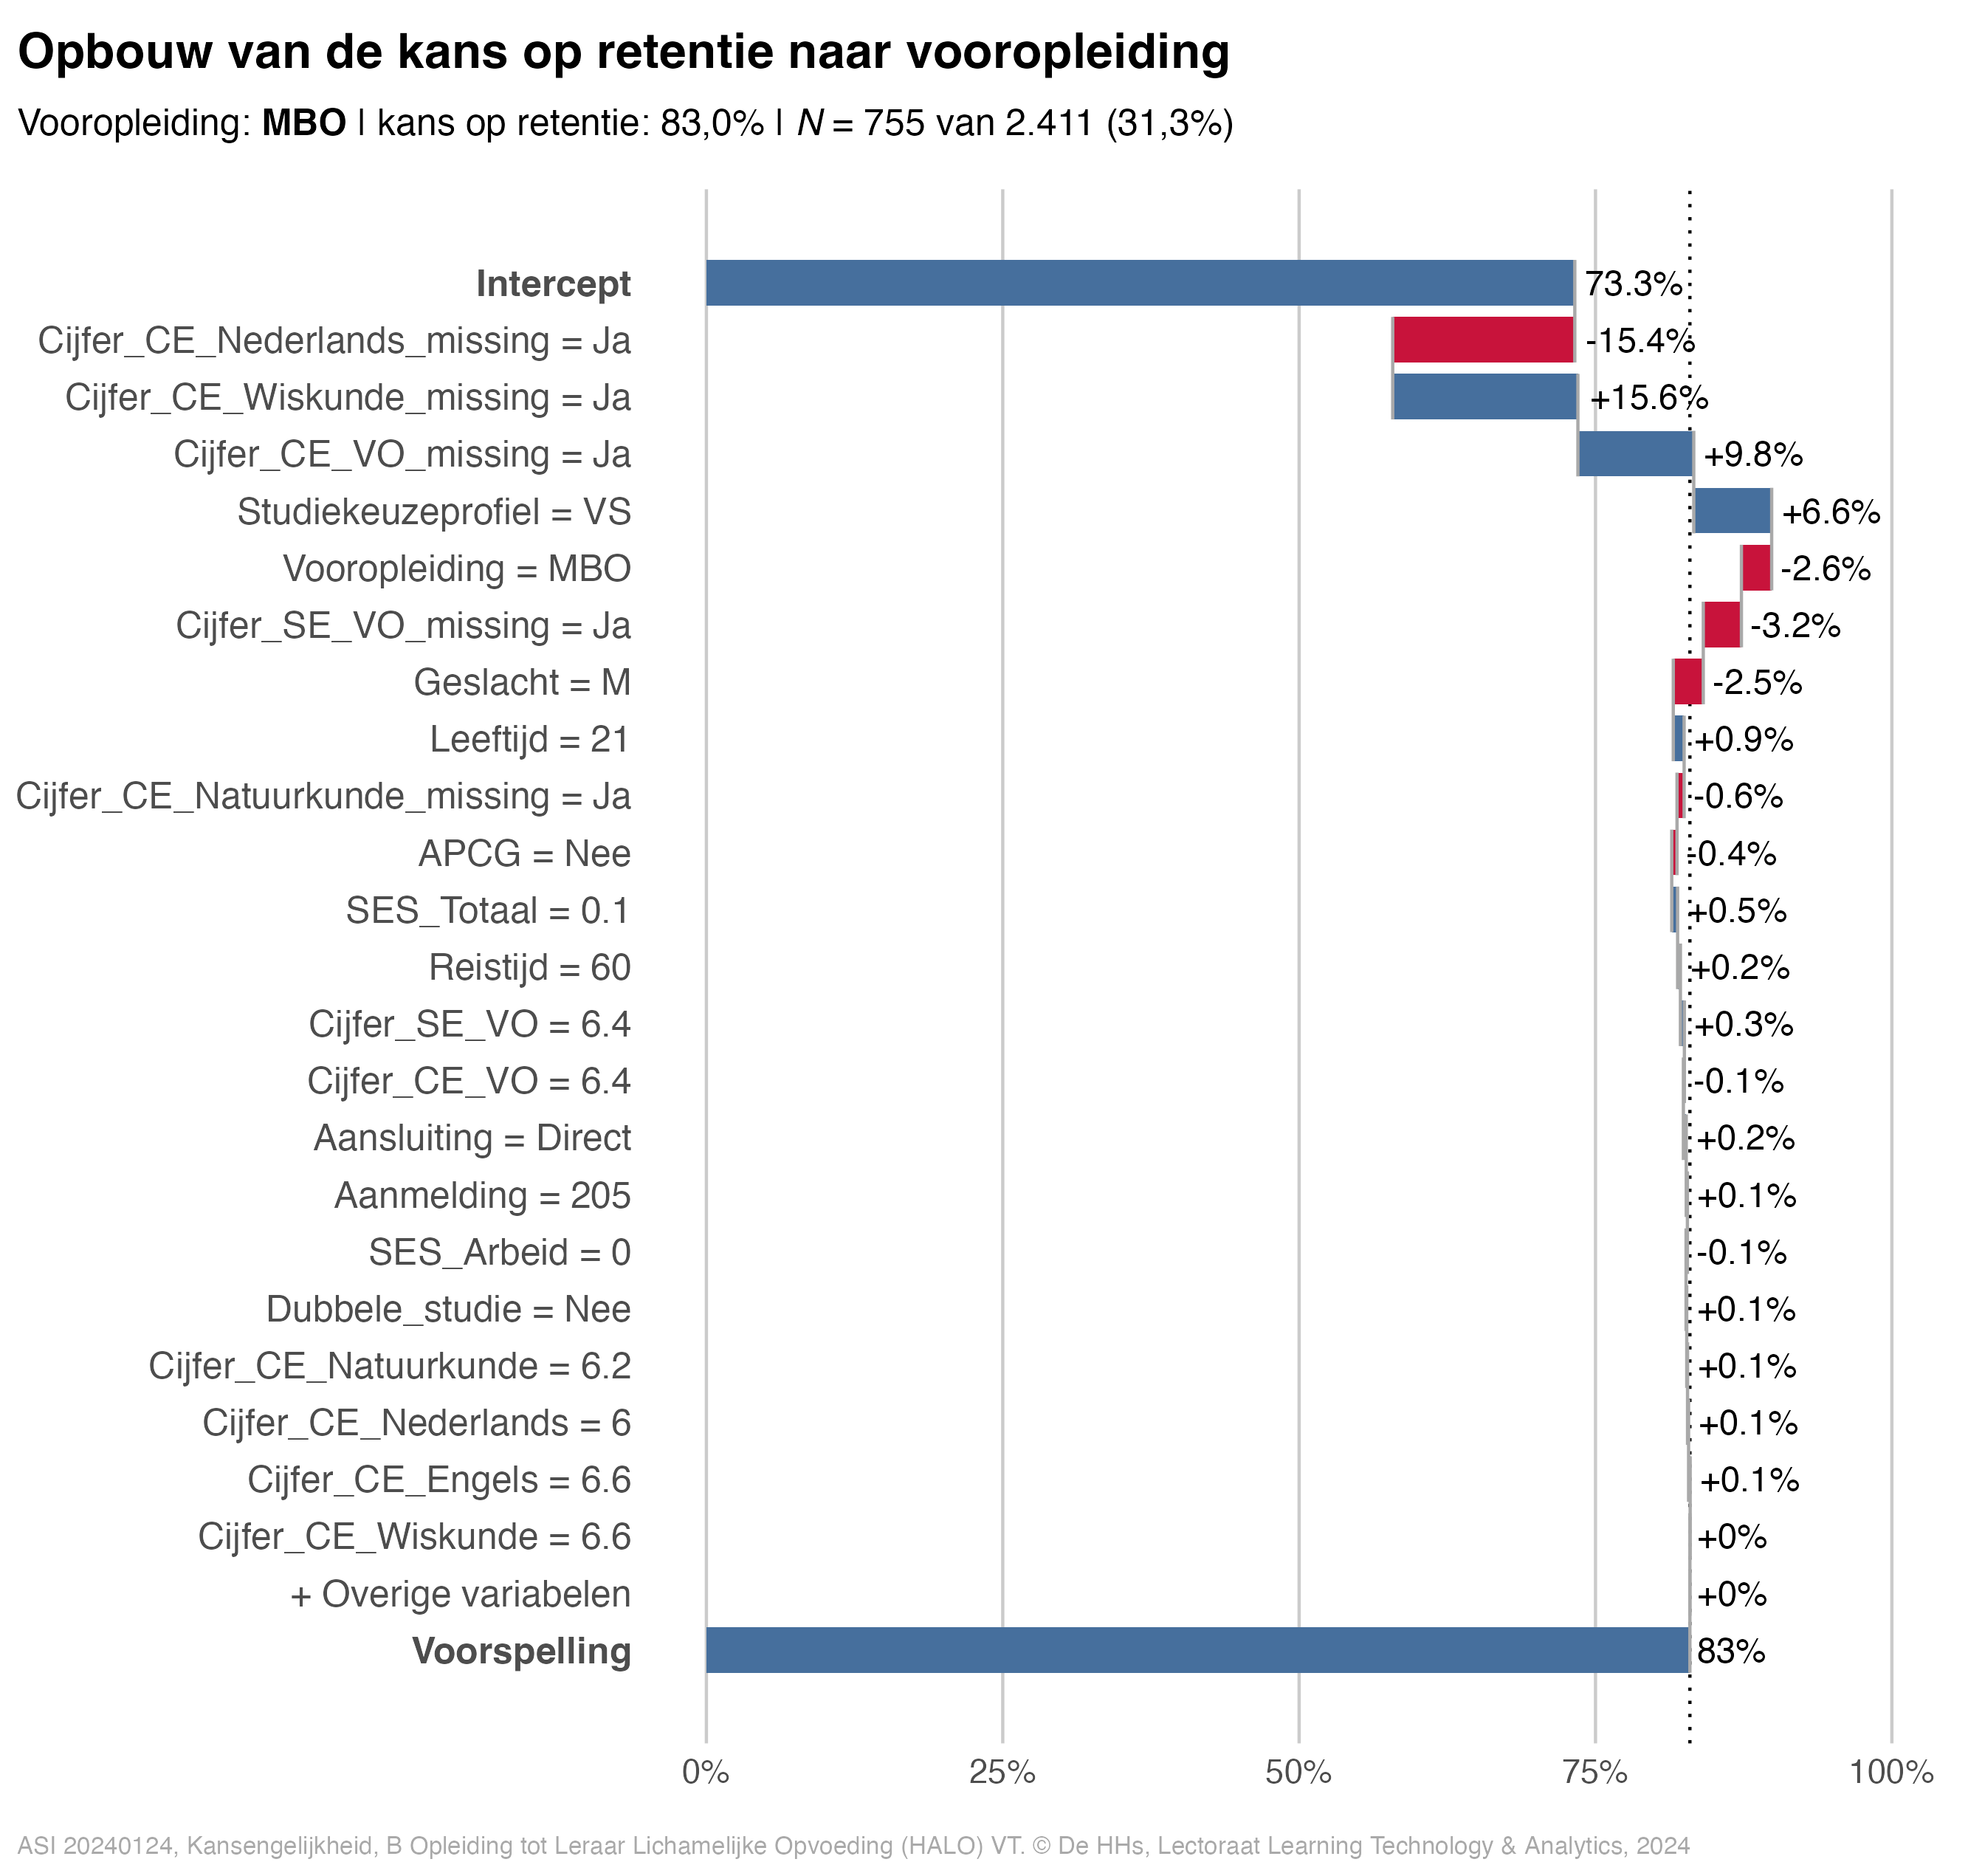 Opbouw van de kans op retentie naar vooropleiding
Vooropleiding: MBO | kans op retentie: 83,0% | N = 755 van 2.411 (31,3%)
Intercept 73.3%
Cijfer_CE_Nederlands_missing = Ja -15.4%
Cijfer_CE_Wiskunde_missing = Ja +15.6%
Cijfer_CE_VO_missing = Ja +9.8%
Studiekeuzeprofiel = VS +6.6%
Vooropleiding = MBO -2.6%
Cijfer_SE_VO_missing = Ja -3.2%
Geslacht = M -2.5%
Leeftijd = 21 +0.9%
Cijfer_CE_Natuurkunde_missing = Ja -0.6%
APCG = Nee -0.4%
SES_Totaal = 0.1 +0.5%
Reistijd = 60 +0.2%
Cijfer_SE_VO = 6.4 +0.3%
Cijfer_CE_VO = 6.4 -0.1%
Aansluiting = Direct +0.2%
Aanmelding = 205 +0.1%
SES_Arbeid = 0 -0.1%
Dubbele_studie = Nee +0.1%
Cijfer_CE_Natuurkunde = 6.2 +0.1%
Cijfer_CE_Nederlands = 6 +0.1%
Cijfer_CE_Engels = 6.6 +0.1%
Cijfer_CE_Wiskunde = 6.6 +0%
+ Overige variabelen +0%
Voorspelling 83%
0% 25% 50% 75% 100%
ASI 20240124, Kansengelijkheid, B Opleiding tot Leraar Lichamelijke Opvoeding (HALO) VT. © De HHs, Lectoraat Learning Technology & Analytics, 2024